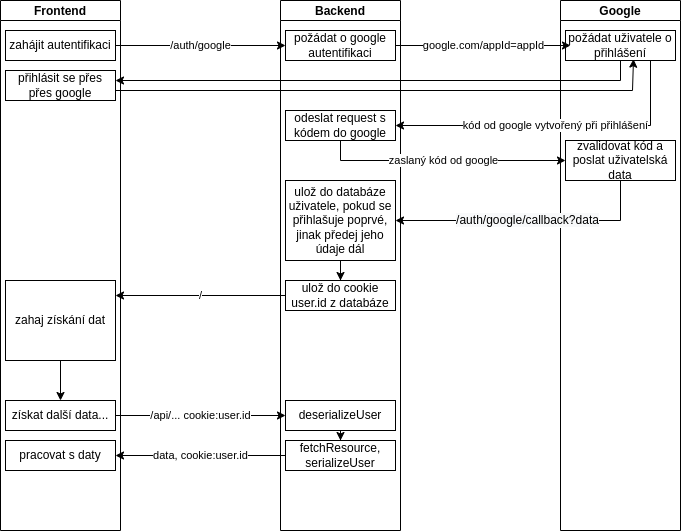 Frontend
Backend
Google
zahájit autentifikaci
/auth/google
požádat o google
autentifikaci
google.com/appId=appId
požádat uživatele o
přihlášení
přihlásit se přes
přes google
odeslat request s
kódem do google
kód od google vytvořený při přihlášení
zaslaný kód od google
zvalidovat kód a
poslat uživatelská
data
ulož do databáze
uživatele, pokud se
přihlašuje poprvé,
jinak předej jeho
údaje dál
/auth/google/callback?data
ulož do cookie
user.id z databáze
/
zahaj získání dat
získat další data...
/api/... cookie:user.id
deserializeUser
pracovat s daty
data, cookie:user.id
fetchResource,
serializeUser